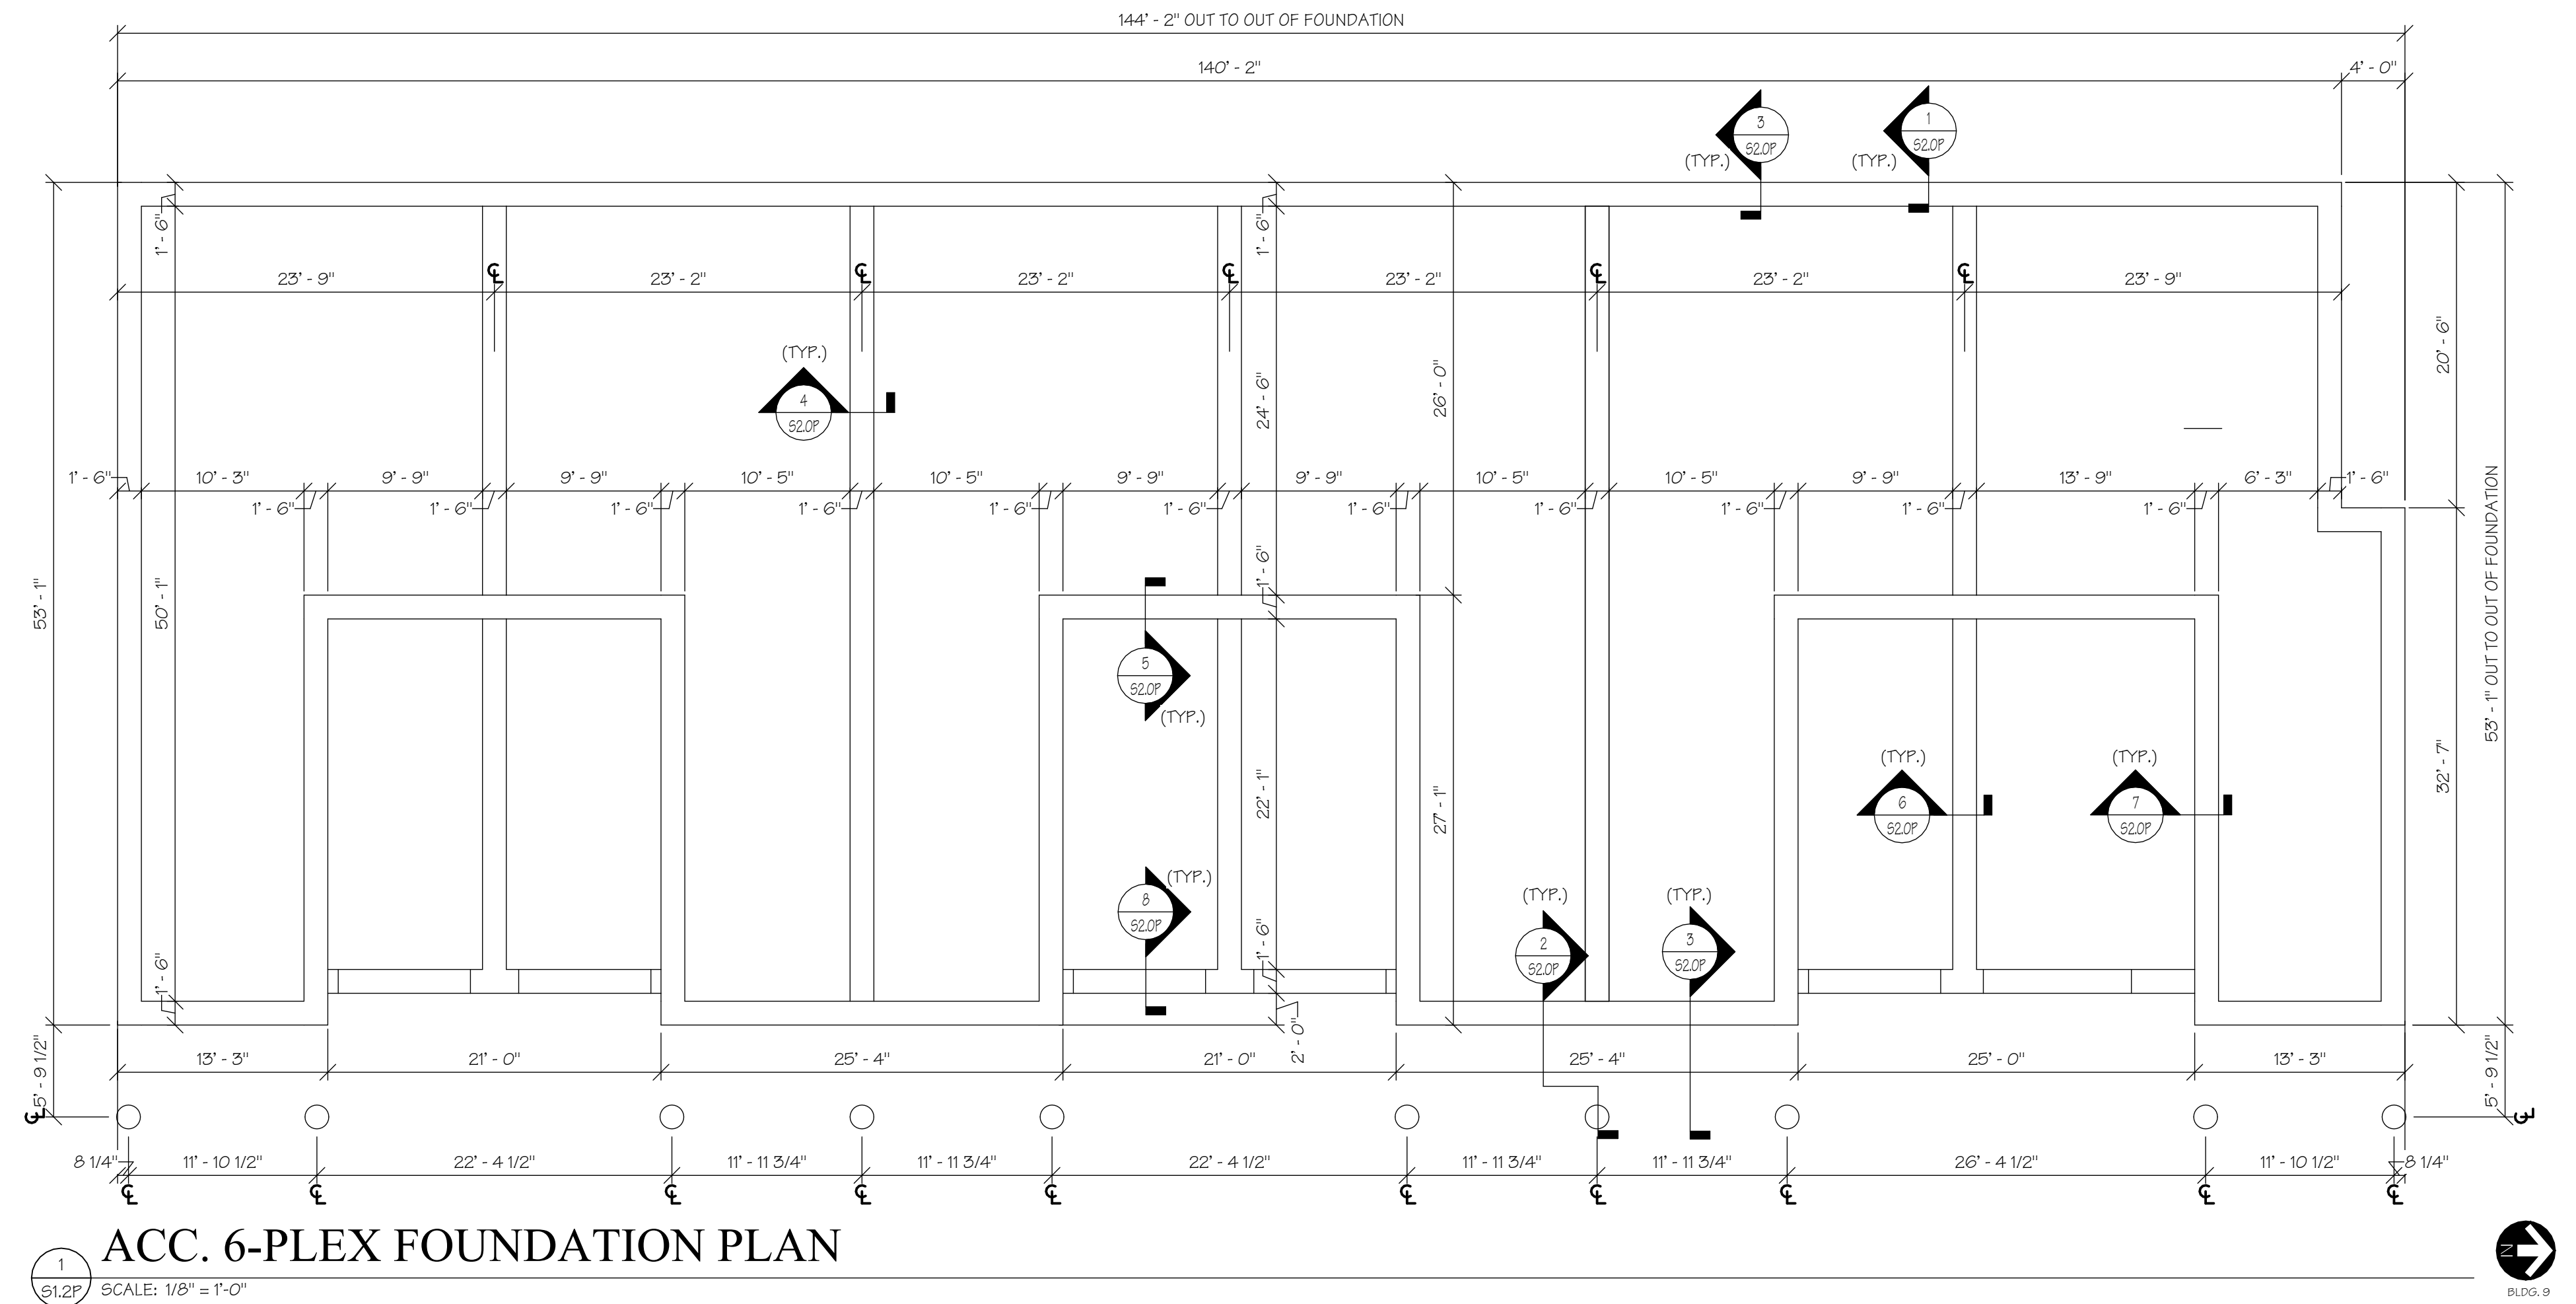 144' - 2" OUT TO OUT OF FOUNDATION
140' - 2"
4' - 0"
3
S2.0P
(TYP.)
1
S2.0P
(TYP.)
1' - 6"
1' - 6"
23' - 9"
23' - 2"
23' - 2"
23' - 2"
23' - 2"
23' - 9"
20' - 6"
(TYP.)
4
S2.0P
24' - 6"
26' - 0"
1' - 6"
10' - 3"
9' - 9"
9' - 9"
10' - 5"
10' - 5"
9' - 9"
9' - 9"
10' - 5"
10' - 5"
9' - 9"
13' - 9"
6' - 3"
1' - 6"
1' - 6"
1' - 6"
1' - 6"
1' - 6"
1' - 6"
1' - 6"
1' - 6"
1' - 6"
1' - 6"
1' - 6"
1' - 6"
53' - 1"
50' - 1"
1' - 6"
53' - 1" OUT TO OUT OF FOUNDATION
5
S2.0P
(TYP.)
22' - 1"
27' - 1"
(TYP.)
6
S2.0P
(TYP.)
7
S2.0P
32' - 7"
(TYP.)
8
S2.0P
(TYP.)
2
S2.0P
(TYP.)
3
S2.0P
1' - 6"
1' - 6"
2' - 0"
5' - 9 1/2"
13' - 3"
21' - 0"
25' - 4"
21' - 0"
25' - 4"
25' - 0"
13' - 3"
5' - 9 1/2"
8 1/4"
11' - 10 1/2"
22' - 4 1/2"
11' - 11 3/4"
11' - 11 3/4"
22' - 4 1/2"
11' - 11 3/4"
11' - 11 3/4"
26' - 4 1/2"
11' - 10 1/2"
8 1/4"
ACC. 6-PLEX FOUNDATION PLAN
1
S1.2P
SCALE: 1/8" = 1'-0"
N
BLDG. 9